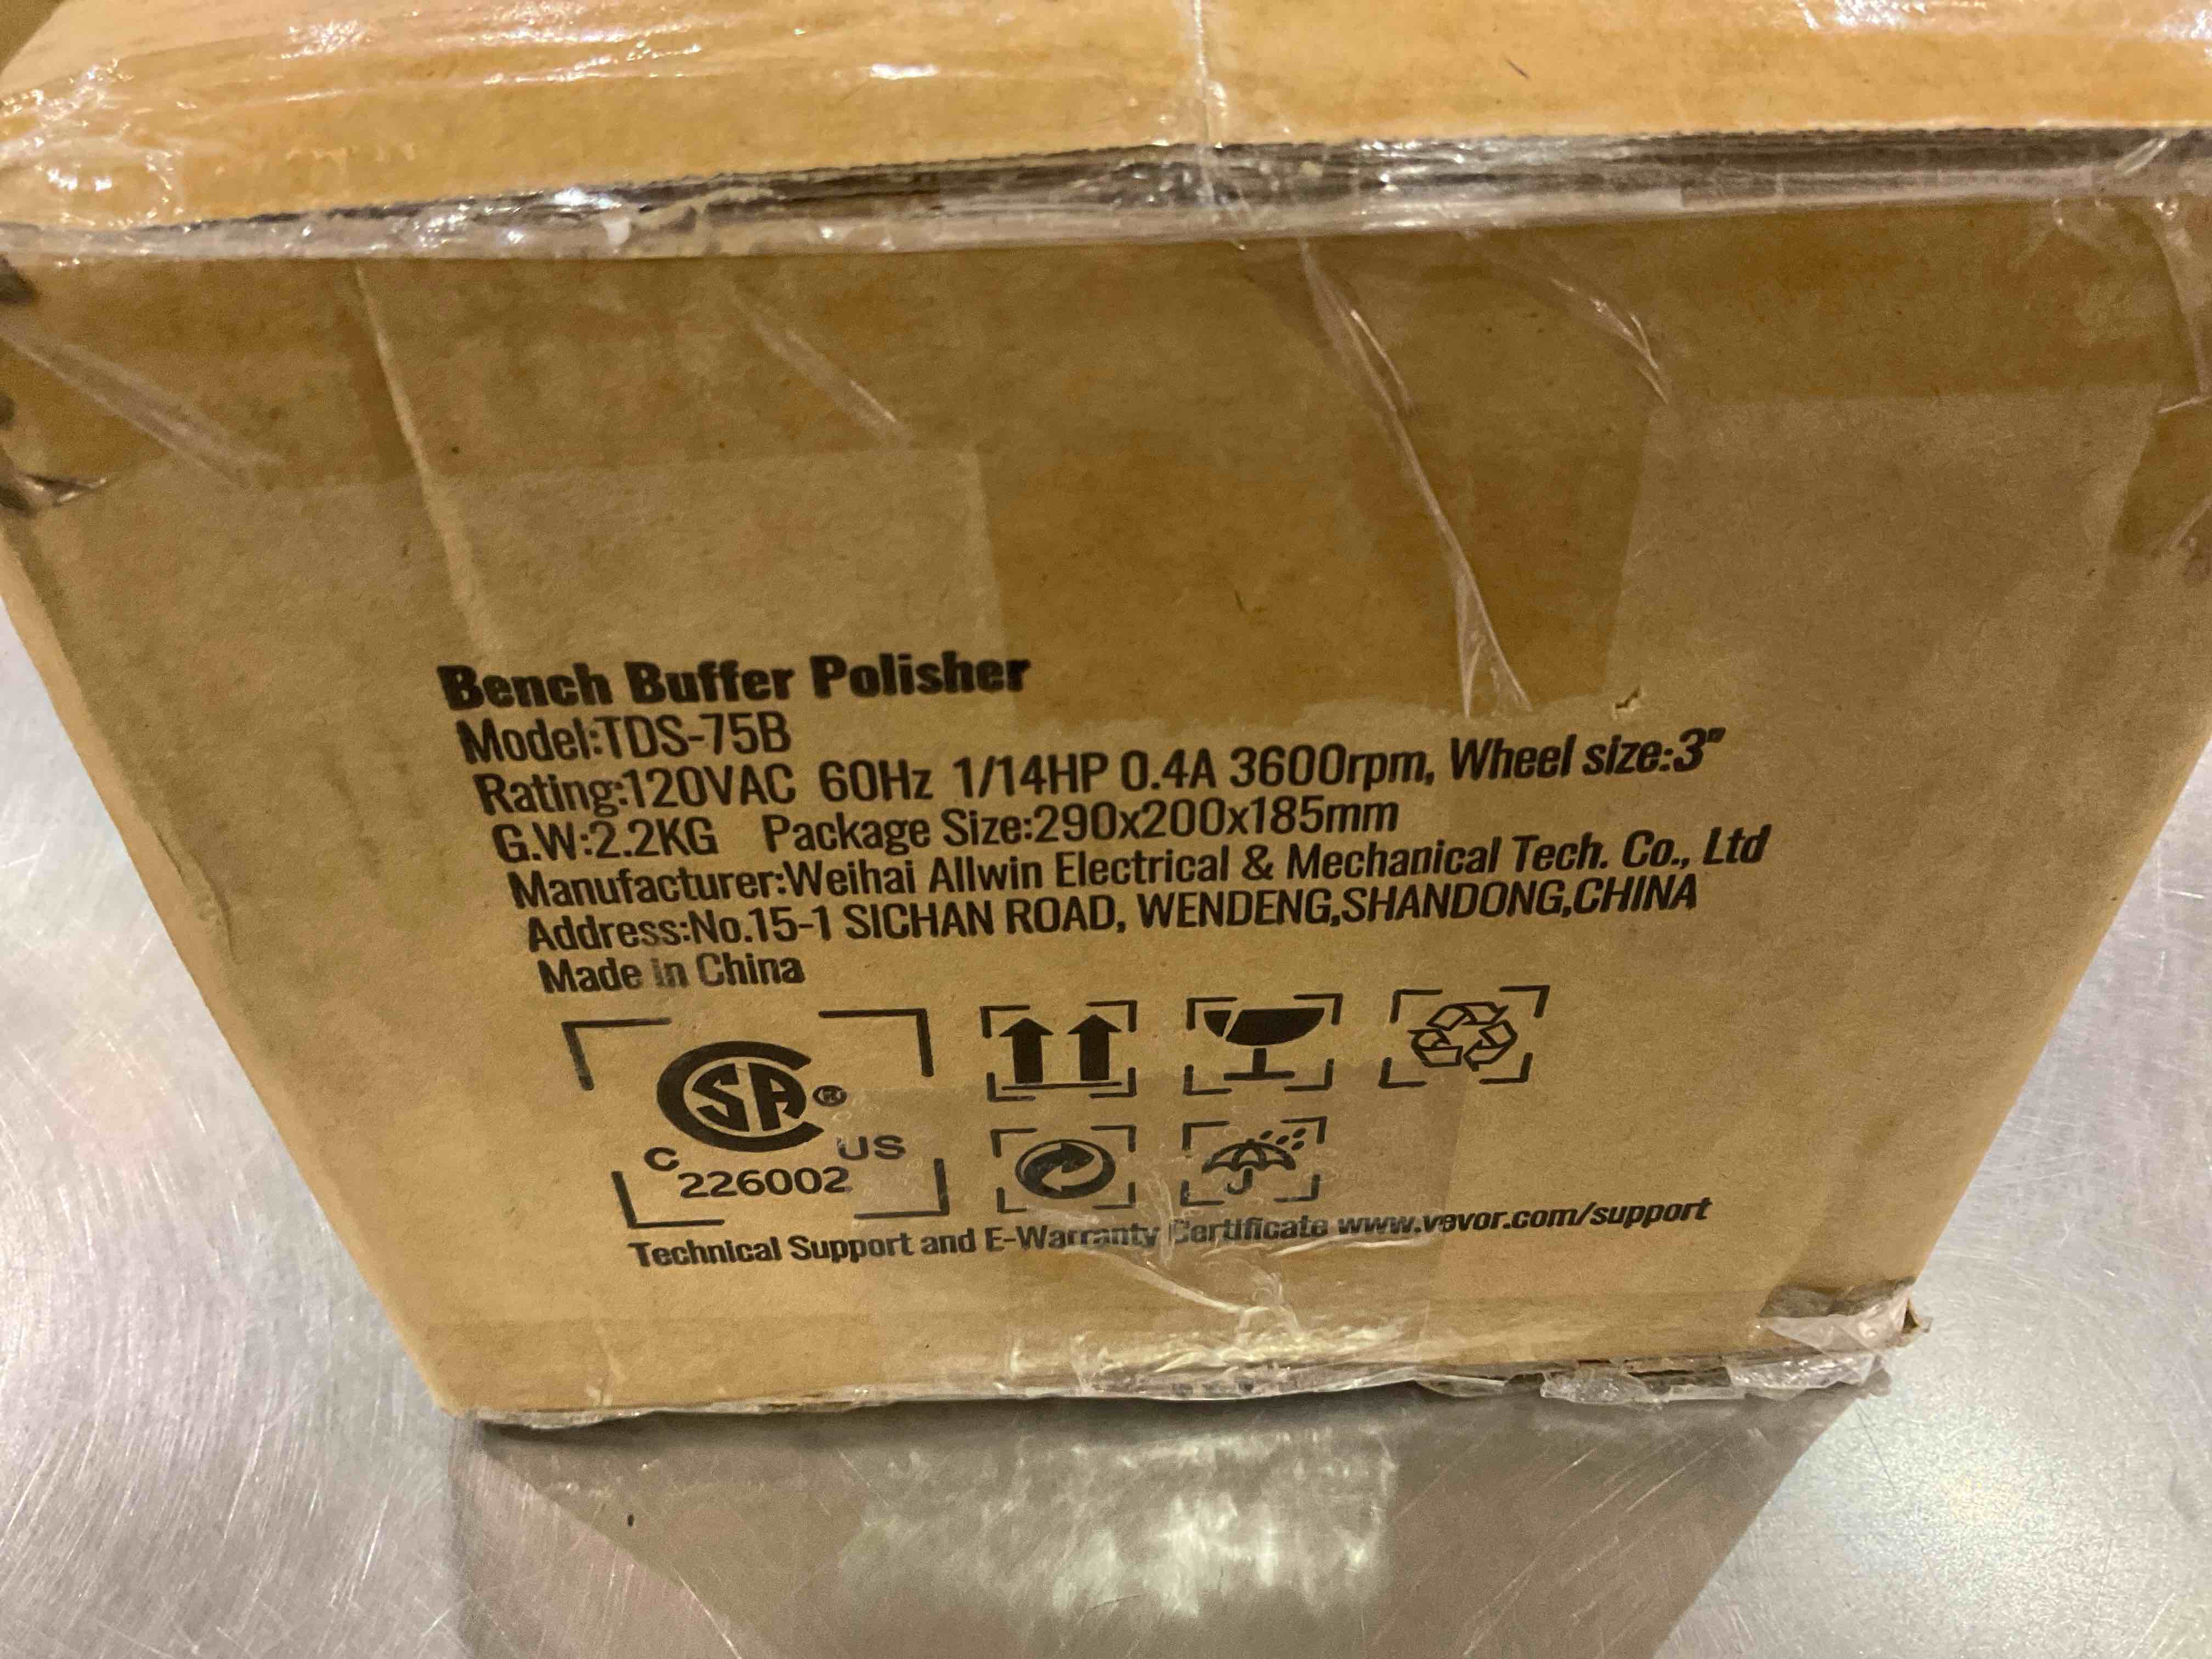 Bench Buffer Polisher
Model:TDS-75B
Rating:120VAC 60Hz 1/14HP 0.4A 3600rpm, Wheel size:3"
G.W:2.2KG Package Size:290x200x185mm
Manufacturer:Weihai Allwin Electrical & Mechanical Tech. Co., Ltd
Address:No.15-1 SICHAN ROAD, WENDENG,SHANDONG,CHINA
Made in China
CSA®
C US
226002
Technical Support and E-Warranty Certificate www.vevor.com/support